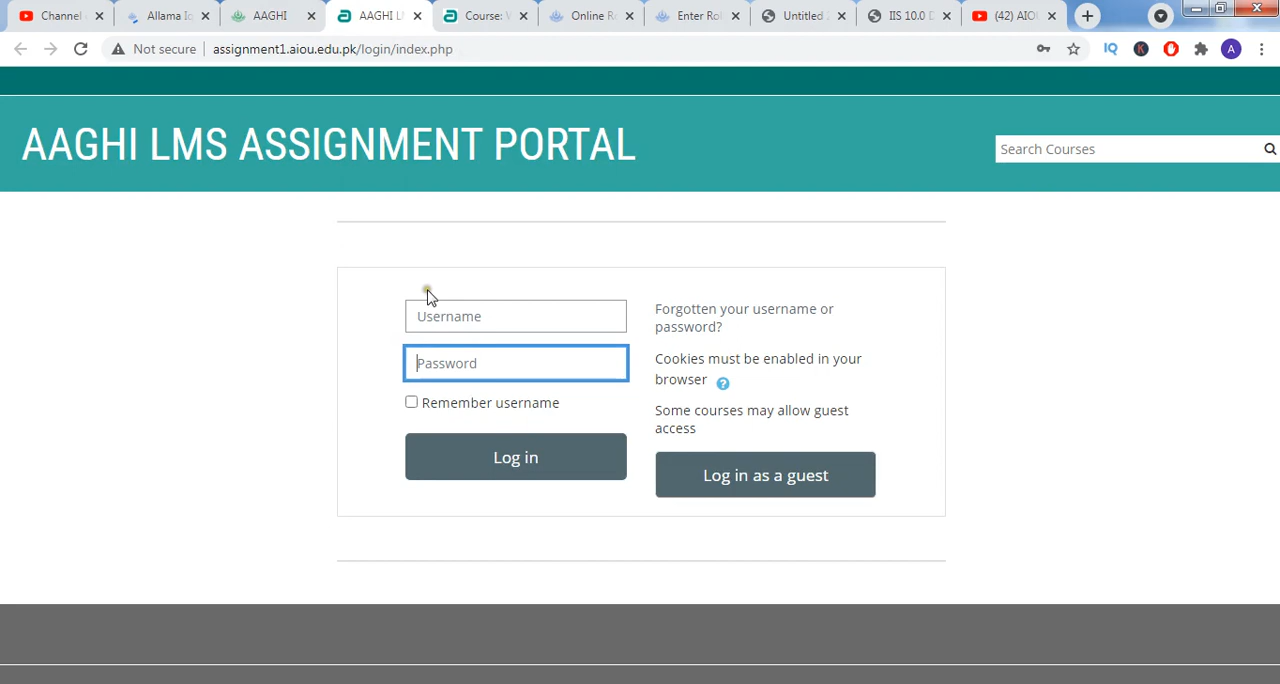 Channel
Allama I
AAGHI
AAGHI L
Course: V
Online R
Enter Ro
Untitled
IIS 10.0 D
(42) AIO
Not secure
assignment1.aiou.edu.pk/login/index.php
IQ
K
A
AAGHI LMS ASSIGNMENT PORTAL
Search Courses
Username
Password
Remember username
Log in
Forgotten your username or
password?
Cookies must be enabled in your
browser ?
Some courses may allow guest
access
Log in as a guest